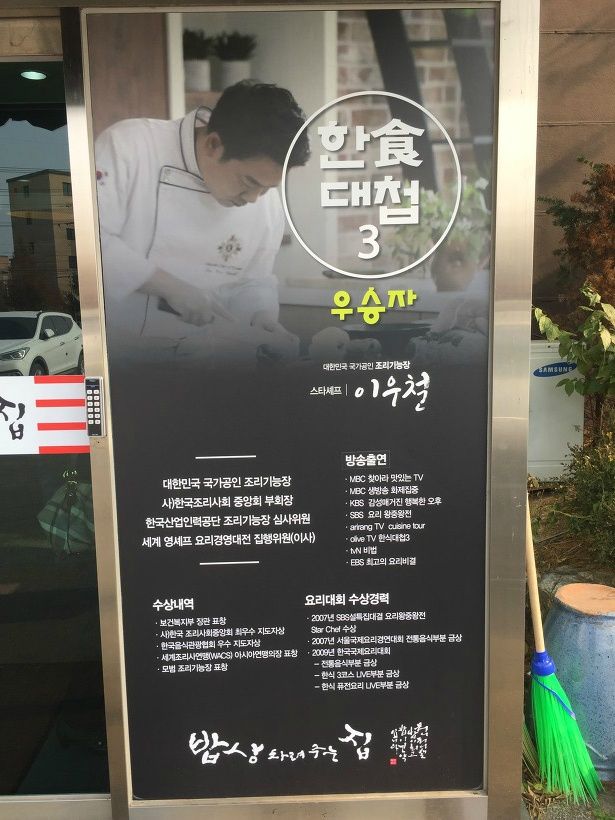 한食
대첩
3
우승자
대한민국 국가공인 조리기능장
스타셰프 | 이우철
집
SAMSUNG
대한민국 국가공인 조리기능장
사)한국조리사회 중앙회 부회장
한국산업인력공단 조리기능장 심사위원
세계 영셰프 요리경영대전 집행위원(이사)
방송출연
· MBC 찾아라 맛있는 TV
· MBC 생방송 화제집중
· KBS 감성매거진 행복한 오후
· SBS 요리 왕중왕전
· arirang TV cuisine tour
· olive TV 한식대첩3
· tvN 비법
· EBS 최고의 요리비결
수상내역
· 보건복지부 장관 표창
· 사)한국 조리사회중앙회 최우수 지도자상
· 한국음식관광협회 우수 지도자상
· 세계조리사연맹(WACS) 아시아연맹의장 표창
· 모범 조리기능장 표창
요리대회 수상경력
· 2007년 SBS설특집대결 요리왕중왕전
Star Chef 수상
· 2007년 서울국제요리경연대회 전통음식부분 금상
· 2009년 한국국제요리대회
– 전통음식부분 금상
– 한식 3코스 LIVE부분 금상
– 한식 퓨전요리 LIVE부분 금상
밥상 차려주는 집